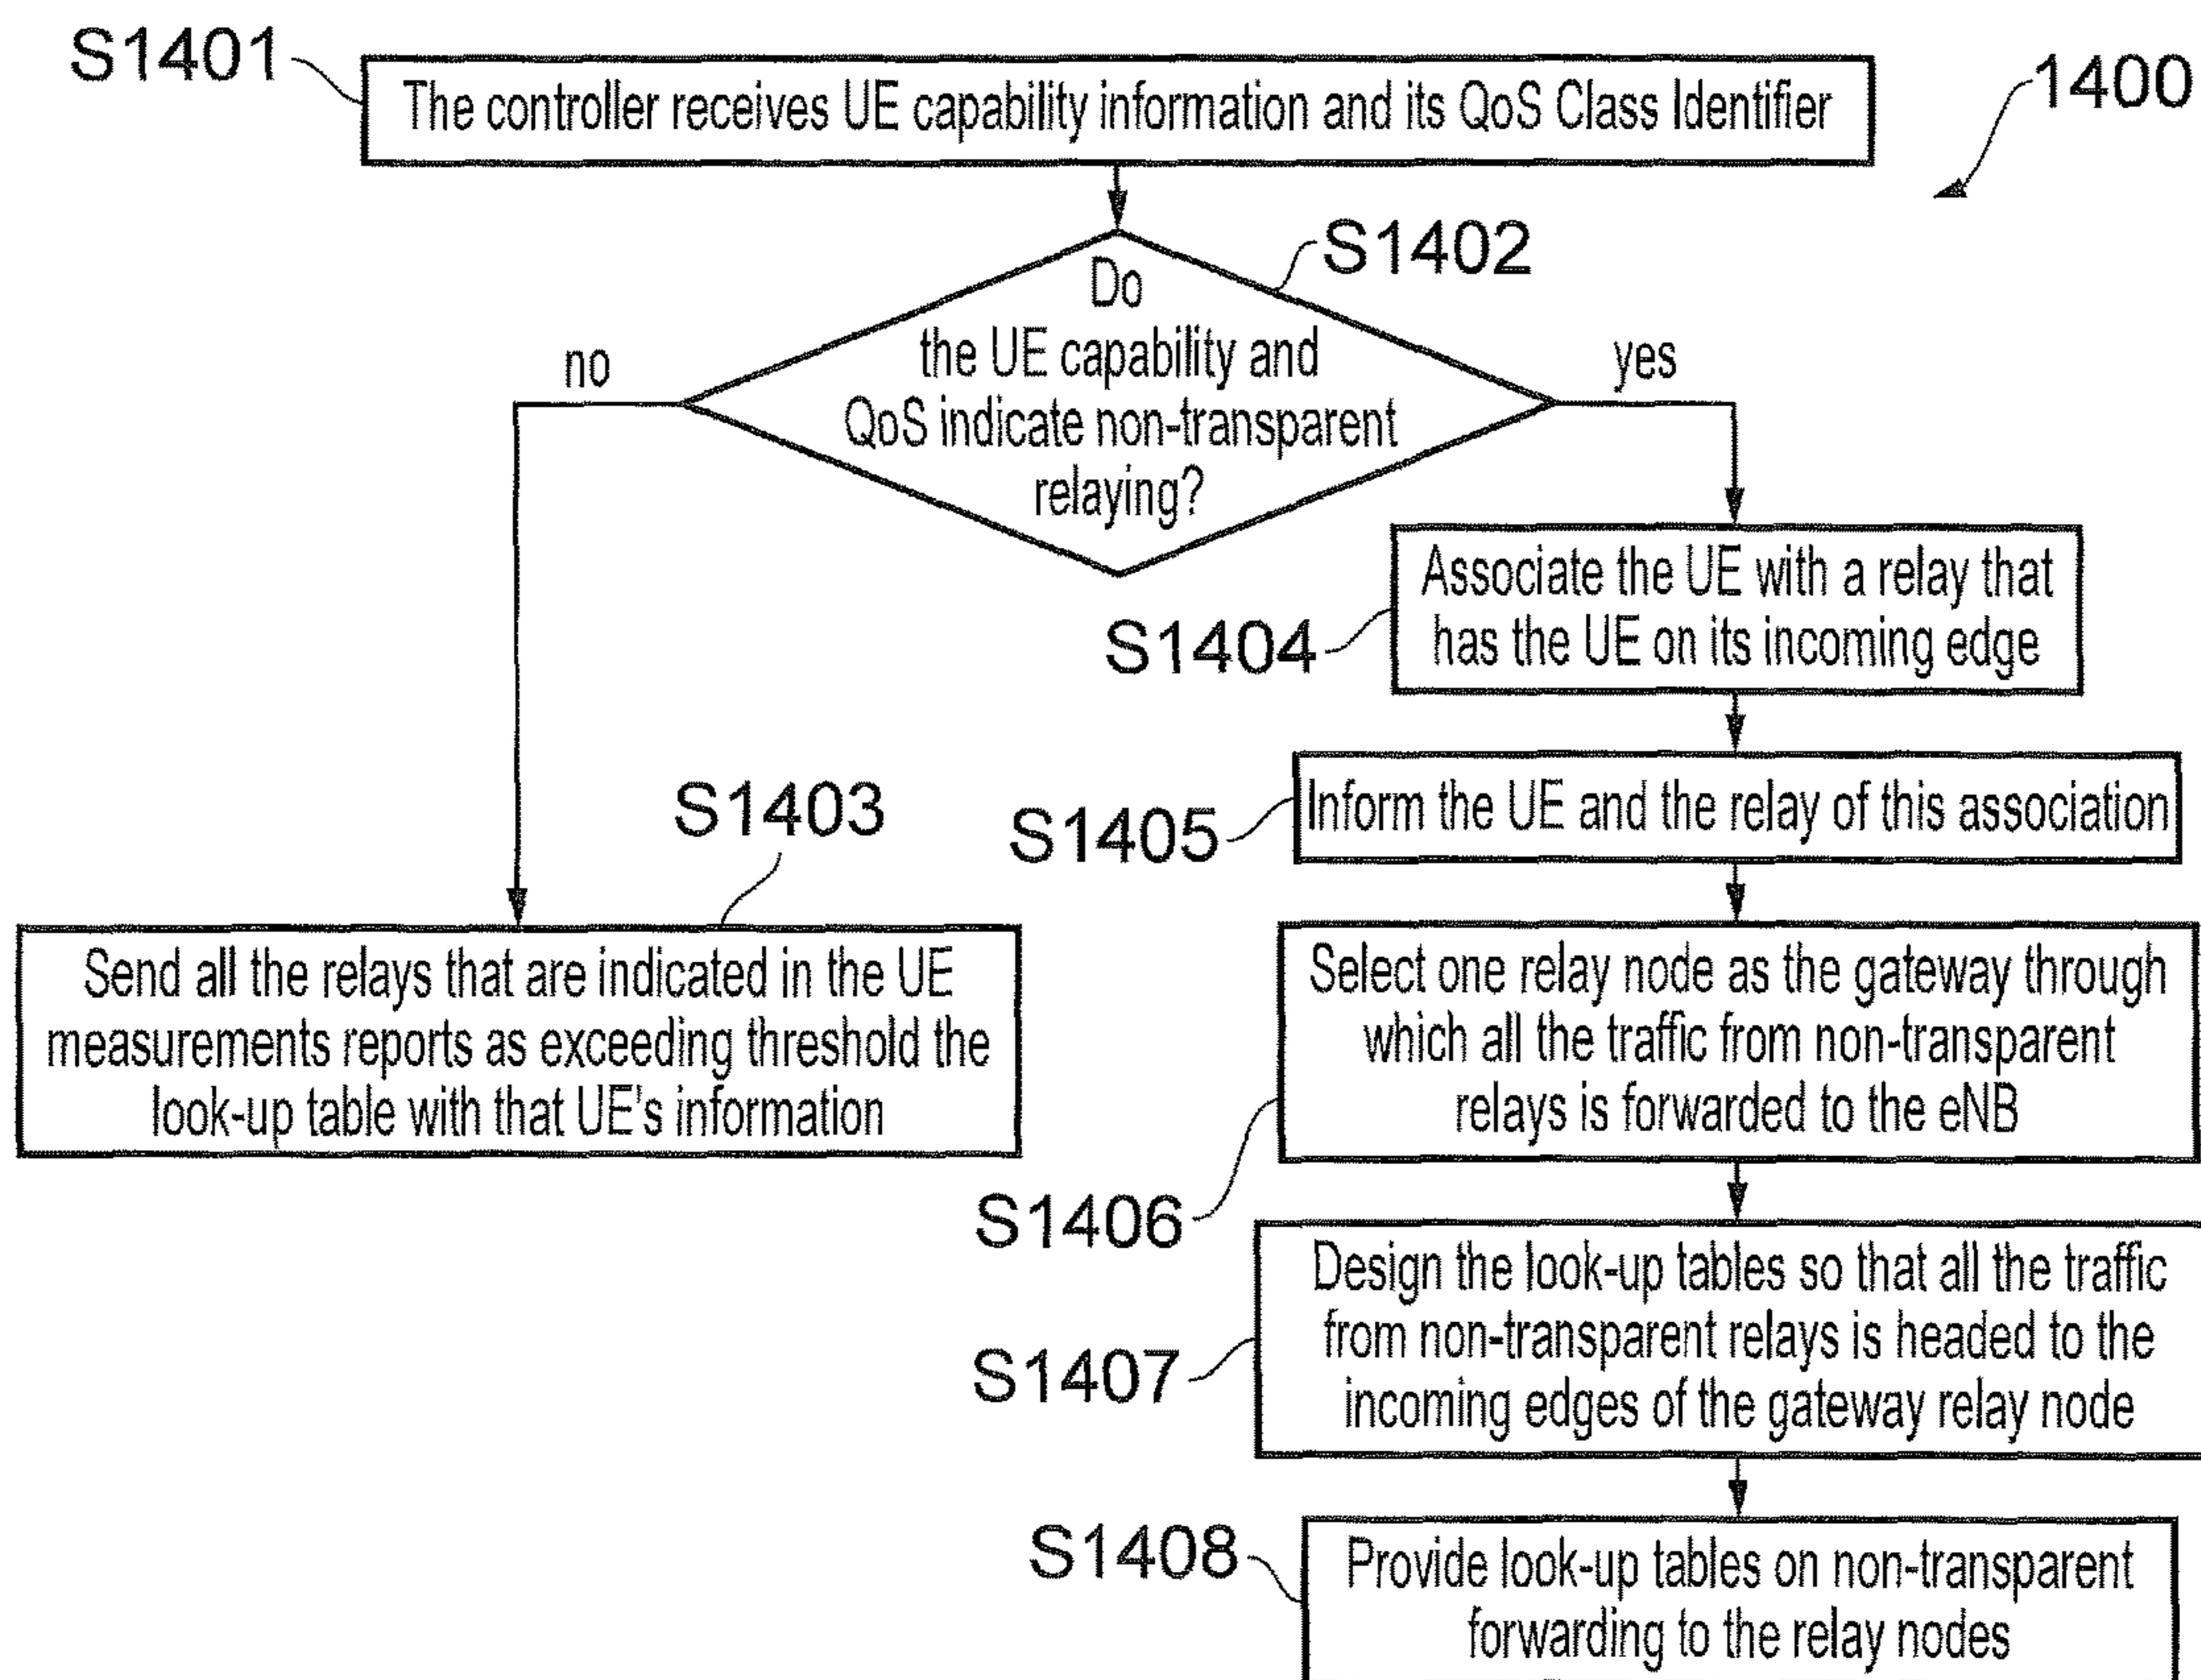 S1401
The controller receives UE capability information and its QoS Class Identifier
1400
S1402
Do
the UE capability and
QoS indicate non-transparent
relaying?
no
yes
S1404
Associate the UE with a relay that
has the UE on its incoming edge
S1405
Inform the UE and the relay of this association
S1403
Send all the relays that are indicated in the UE
measurements reports as exceeding threshold the
look-up table with that UE's information
S1406
Select one relay node as the gateway through
which all the traffic from non-transparent
relays is forwarded to the eNB
S1407
Design the look-up tables so that all the traffic
from non-transparent relays is headed to the
incoming edges of the gateway relay node
S1408
Provide look-up tables on non-transparent
forwarding to the relay nodes